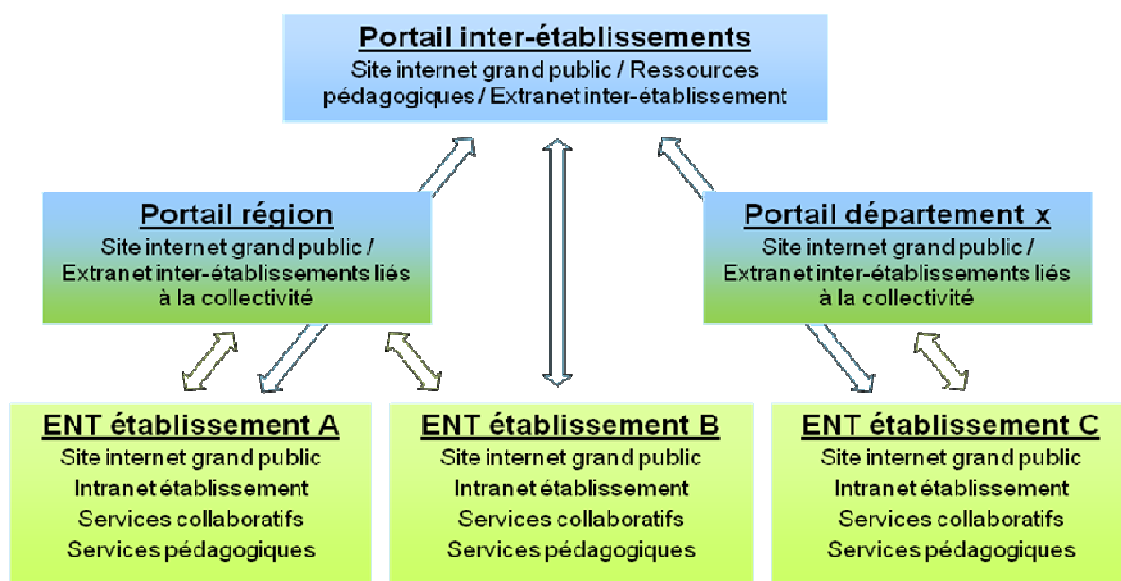 Portail inter-établissements
Site internet grand public / Ressources
pédagogiques / Extranet inter-établissement
Portail région
Site internet grand public /
Extranet inter-établissements liés
à la collectivité
Portail département x
Site internet grand public /
Extranet inter-établissements liés
à la collectivité
ENT établissement A
Site internet grand public
Intranet établissement
Services collaboratifs
Services pédagogiques
ENT établissement B
Site internet grand public
Intranet établissement
Services collaboratifs
Services pédagogiques
ENT établissement C
Site internet grand public
Intranet établissement
Services collaboratifs
Services pédagogiques